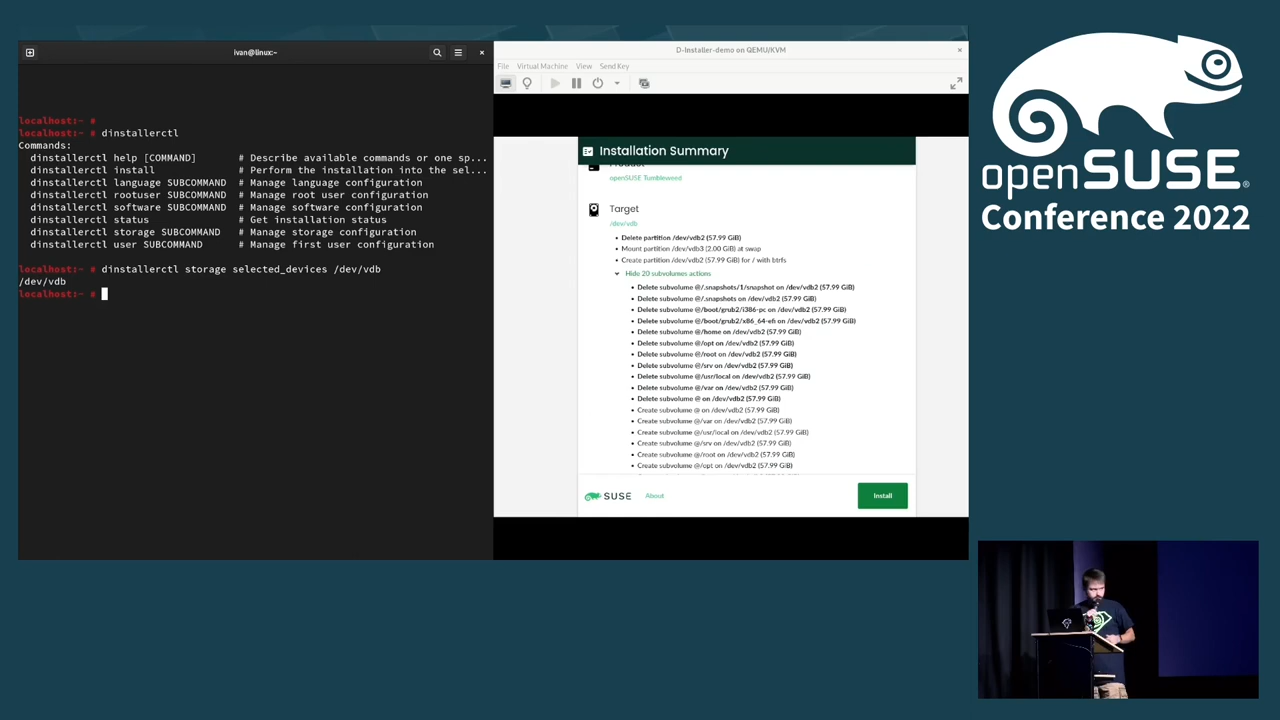 ivan@linux:~
localhost:~ #
localhost:~ # dinstallerctl
Commands:
dinstallerctl help [COMMAND] # Describe available commands or one sp...
dinstallerctl install # Perform the installation into the sel...
dinstallerctl language SUBCOMMAND # Manage language configuration
dinstallerctl rootuser SUBCOMMAND # Manage root user configuration
dinstallerctl software SUBCOMMAND # Manage software configuration
dinstallerctl status # Get installation status
dinstallerctl storage SUBCOMMAND # Manage storage configuration
dinstallerctl user SUBCOMMAND # Manage first user configuration
localhost:~ # dinstallerctl storage selected_devices /dev/vdb
/dev/vdb
localhost:~ #
D-Installer-demo on QEMU/KVM
File Virtual Machine View Send Key
Installation Summary
Product
openSUSE Tumbleweed
Target
/dev/vdb
Delete partition /dev/vdb2 (57.99 GiB)
Mount partition /dev/vdb3 (2.00 GiB) at swap
Create partition /dev/vdb2 (57.99 GiB) for / with btrfs
Hide 20 subvolumes actions
Delete subvolume @/.snapshots/1/snapshot on /dev/vdb2 (57.99 GiB)
Delete subvolume @/.snapshots on /dev/vdb2 (57.99 GiB)
Delete subvolume @/boot/grub2/i386-pc on /dev/vdb2 (57.99 GiB)
Delete subvolume @/boot/grub2/x86_64-efi on /dev/vdb2 (57.99 GiB)
Delete subvolume @/home on /dev/vdb2 (57.99 GiB)
Delete subvolume @/opt on /dev/vdb2 (57.99 GiB)
Delete subvolume @/root on /dev/vdb2 (57.99 GiB)
Delete subvolume @/srv on /dev/vdb2 (57.99 GiB)
Delete subvolume @/usr/local on /dev/vdb2 (57.99 GiB)
Delete subvolume @/var on /dev/vdb2 (57.99 GiB)
Delete subvolume @ on /dev/vdb2 (57.99 GiB)
Create subvolume @ on /dev/vdb2 (57.99 GiB)
Create subvolume @/var on /dev/vdb2 (57.99 GiB)
Create subvolume @/usr/local on /dev/vdb2 (57.99 GiB)
Create subvolume @/srv on /dev/vdb2 (57.99 GiB)
Create subvolume @/root on /dev/vdb2 (57.99 GiB)
Create subvolume @/opt on /dev/vdb2 (57.99 GiB)
SUSE About Install
openSUSE®
Conference 2022